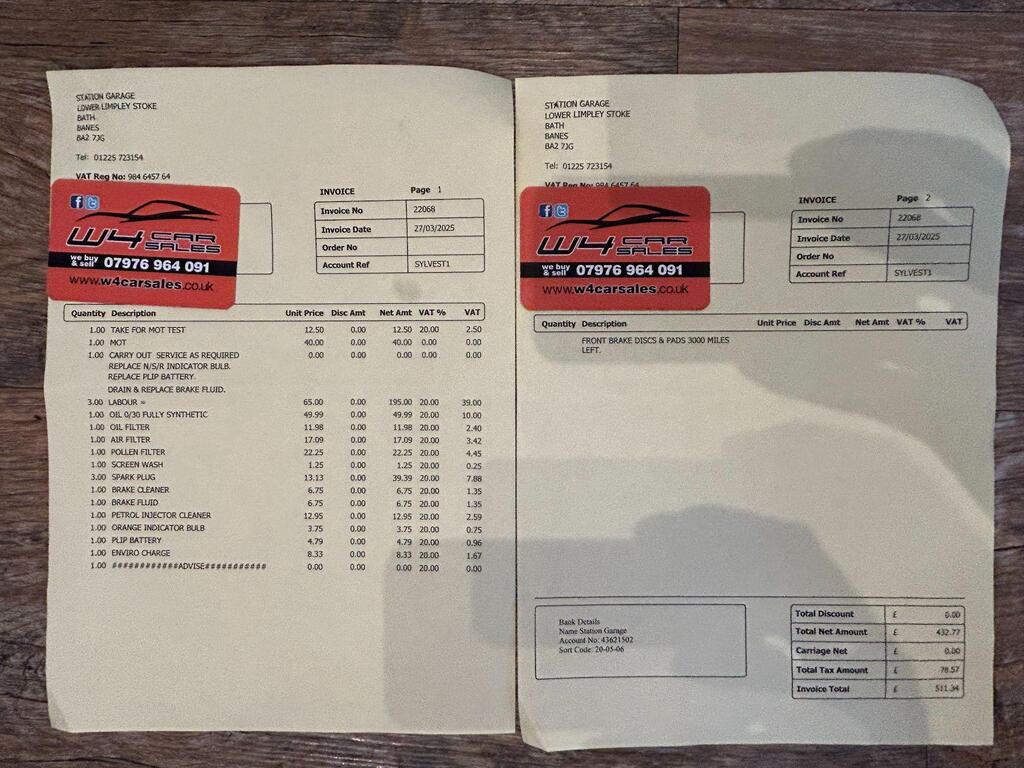 STATION GARAGE
LOWER LIMPLEY STOKE
BATH
BANES
BA2 7JG
Tel: 01225 723154
VAT Reg No: 984 6457 64
W4 CAR SALES
we buy & sell 07976 964 091
www.w4carsales.co.uk
INVOICE Page 1
Invoice No 22068
Invoice Date 27/03/2025
Order No
Account Ref SYLVEST1
Quantity Description Unit Price Disc Amt Net Amt VAT % VAT
1.00 TAKE FOR MOT TEST 12.50 0.00 12.50 20.00 2.50
1.00 MOT 40.00 0.00 40.00 0.00 0.00
1.00 CARRY OUT SERVICE AS REQUIRED 0.00 0.00 0.00 0.00 0.00
REPLACE N/S/R INDICATOR BULB.
REPLACE PLIP BATTERY.
DRAIN & REPLACE BRAKE FLUID.
3.00 LABOUR = 65.00 0.00 195.00 20.00 39.00
1.00 OIL 0/30 FULLY SYNTHETIC 49.99 0.00 49.99 20.00 10.00
1.00 OIL FILTER 11.98 0.00 11.98 20.00 2.40
1.00 AIR FILTER 17.09 0.00 17.09 20.00 3.42
1.00 POLLEN FILTER 22.25 0.00 22.25 20.00 4.45
1.00 SCREEN WASH 1.25 0.00 1.25 20.00 0.25
3.00 SPARK PLUG 13.13 0.00 39.39 20.00 7.88
1.00 BRAKE CLEANER 6.75 0.00 6.75 20.00 1.35
1.00 BRAKE FLUID 6.75 0.00 6.75 20.00 1.35
1.00 PETROL INJECTOR CLEANER 12.95 0.00 12.95 20.00 2.59
1.00 ORANGE INDICATOR BULB 3.75 0.00 3.75 20.00 0.75
1.00 PLIP BATTERY 4.79 0.00 4.79 20.00 0.96
1.00 ENVIRO CHARGE 8.33 0.00 8.33 20.00 1.67
1.00 ############ADVISE########### 0.00 0.00 0.00 20.00 0.00
STATION GARAGE
LOWER LIMPLEY STOKE
BATH
BANES
BA2 7JG
Tel: 01225 723154
VAT Reg No: 984 6457 64
W4 CAR SALES
we buy & sell 07976 964 091
www.w4carsales.co.uk
INVOICE Page 2
Invoice No 22068
Invoice Date 27/03/2025
Order No
Account Ref SYLVEST1
Quantity Description Unit Price Disc Amt Net Amt VAT % VAT
FRONT BRAKE DISCS & PADS 3000 MILES
LEFT.
Bank Details
Name Station Garage
Account No: 43621502
Sort Code: 20-05-06
Total Discount £ 0.00
Total Net Amount £ 432.77
Carriage Net £ 0.00
Total Tax Amount £ 78.57
Invoice Total £ 511.34